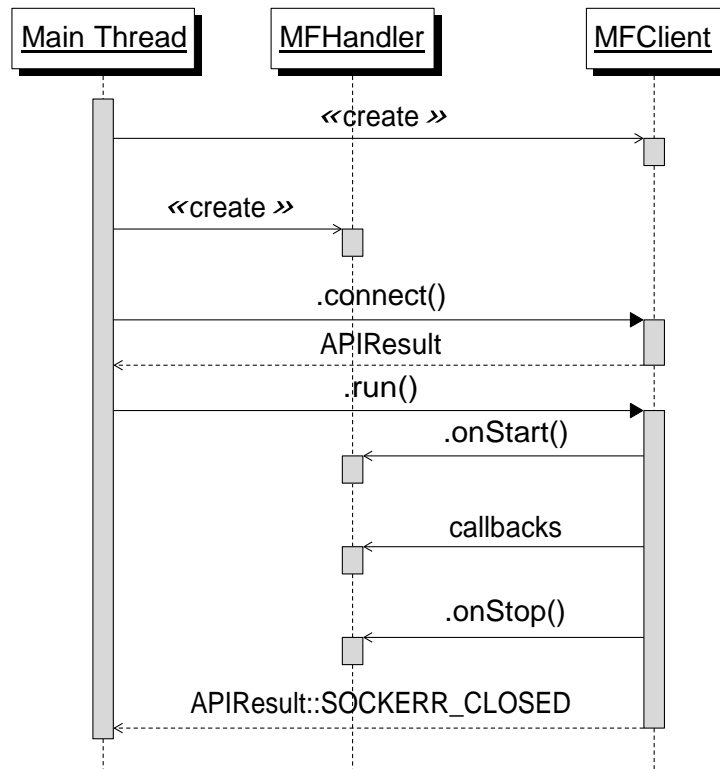 Main Thread
MFHandler
MFClient
«create»
«create»
.connect()
APIResult
.run()
.onStart()
callbacks
.onStop()
APIResult::SOCKERR_CLOSED